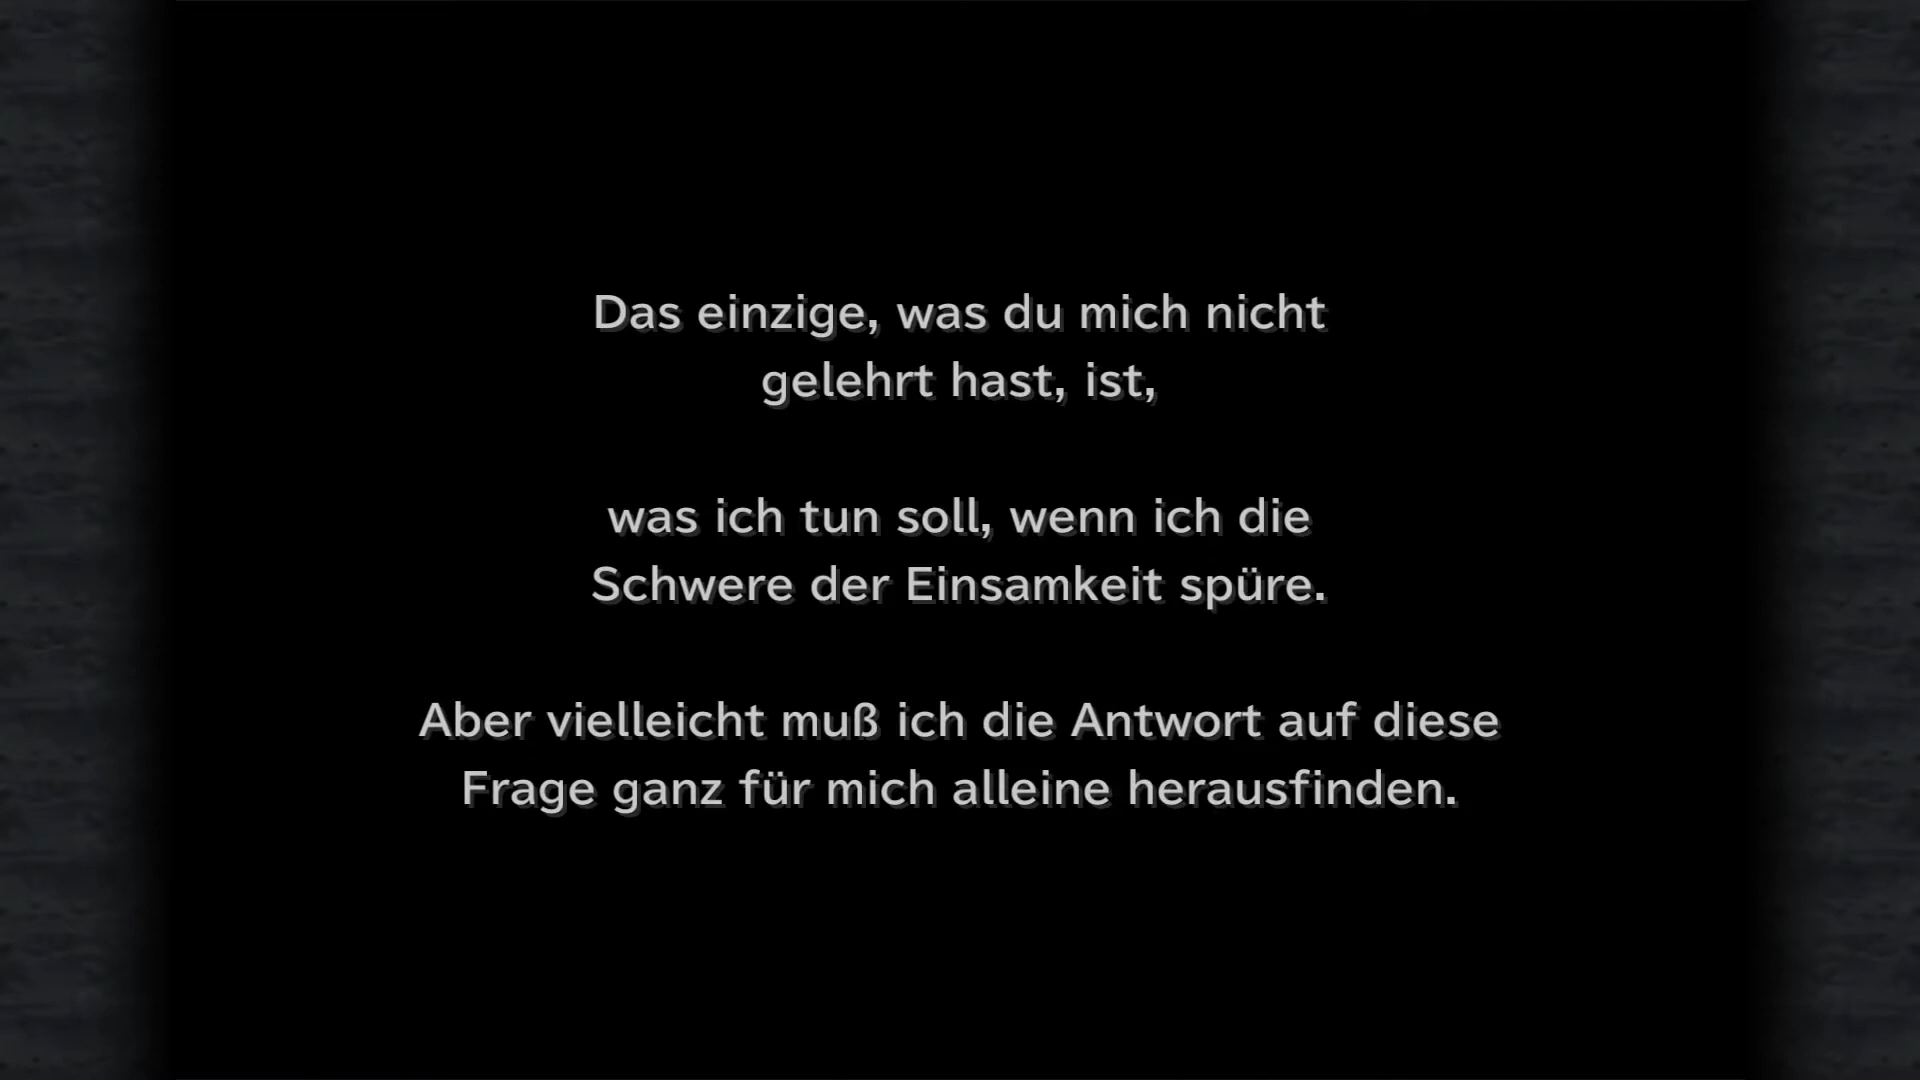 Das einzige, was du mich nicht
gelehrt hast, ist,
was ich tun soll, wenn ich die
Schwere der Einsamkeit spüre.
Aber vielleicht muß ich die Antwort auf diese
Frage ganz für mich alleine herausfinden.